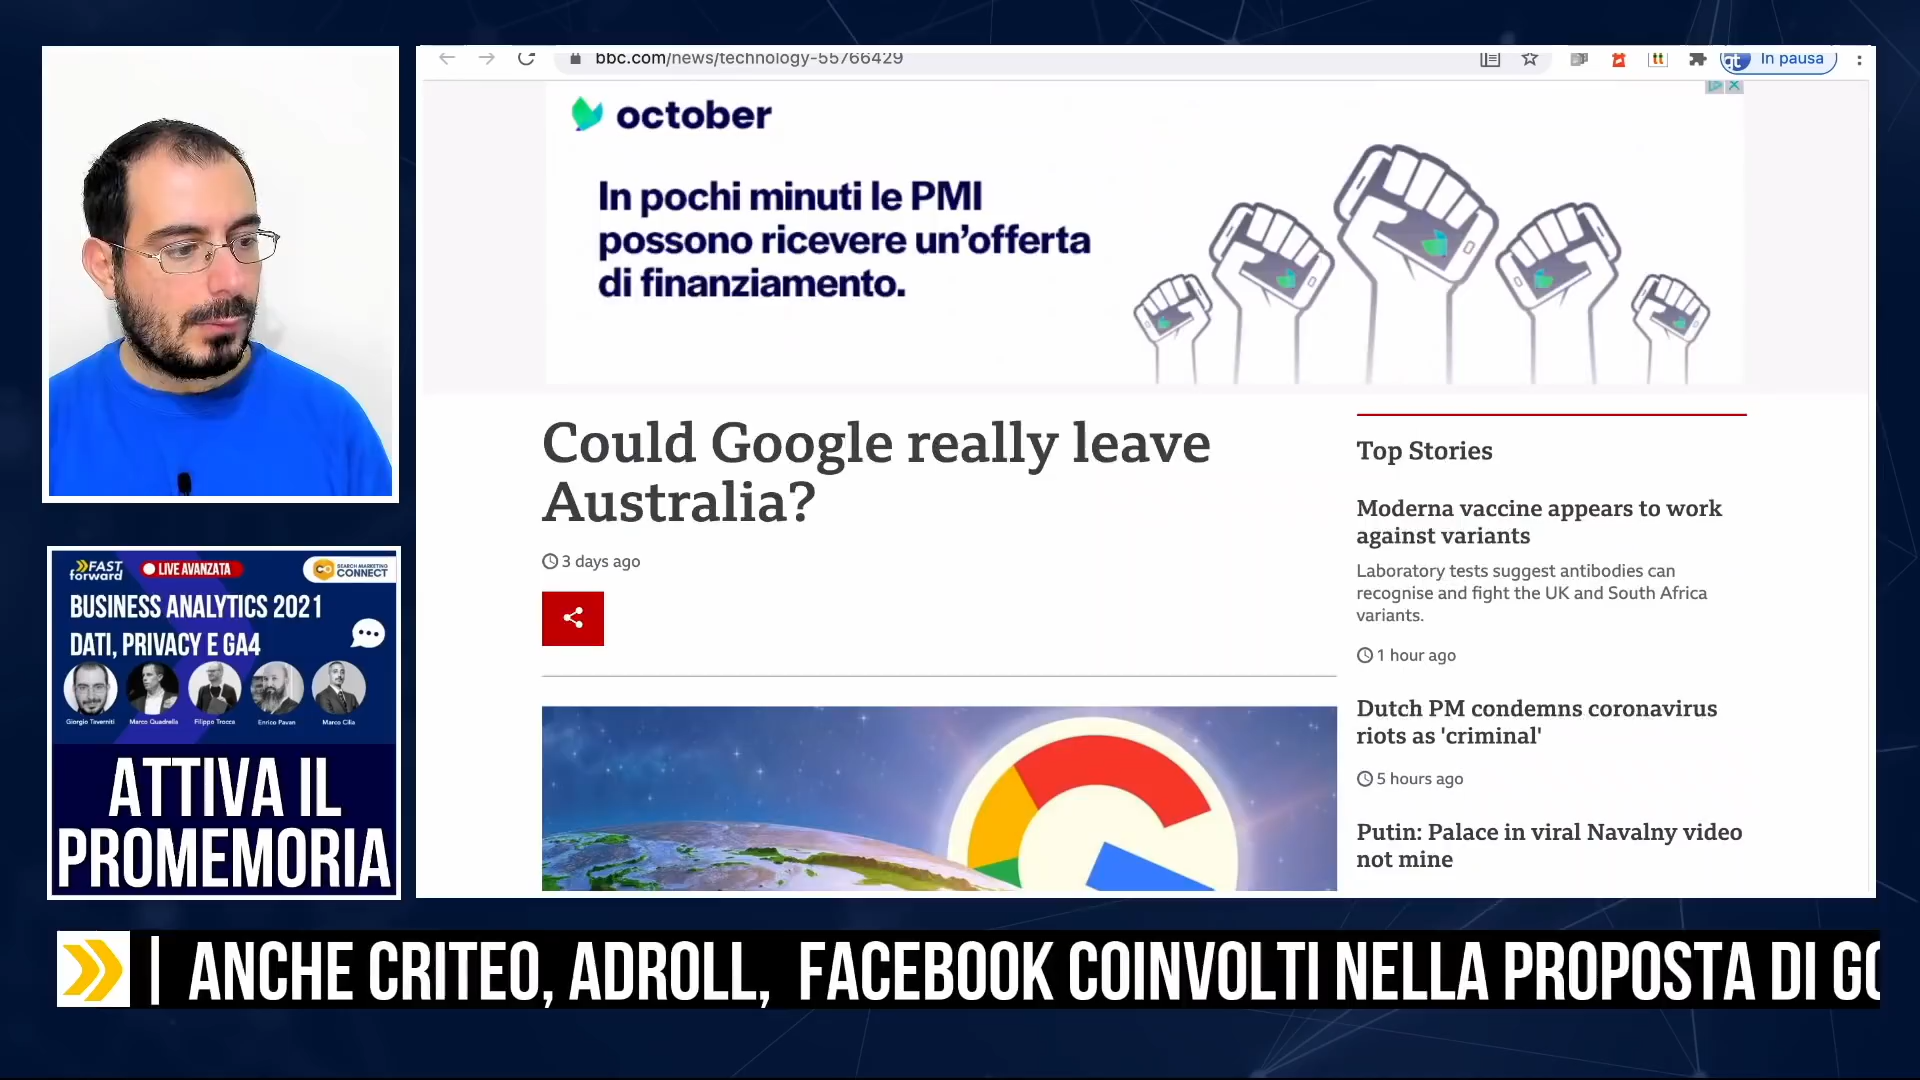 bbc.com/news/technology-55766429
In pausa
october
In pochi minuti le PMI
possono ricevere un'offerta
di finanziamento.
Could Google really leave
Australia?
3 days ago
Top Stories
Moderna vaccine appears to work
against variants
Laboratory tests suggest antibodies can
recognise and fight the UK and South Africa
variants.
1 hour ago
Dutch PM condemns coronavirus
riots as 'criminal'
5 hours ago
Putin: Palace in viral Navalny video
not mine
FAST
forward
LIVE AVANZATA
SEARCH MARKETING
CONNECT
BUSINESS ANALYTICS 2021
DATI, PRIVACY E GA4
Giorgio Taverniti Marco Quadrella Filippo Trocca Enrico Pavan Marco Cilia
ATTIVA IL
PROMEMORIA
| ANCHE CRITEO, ADROLL, FACEBOOK COINVOLTI NELLA PROPOSTA DI GO